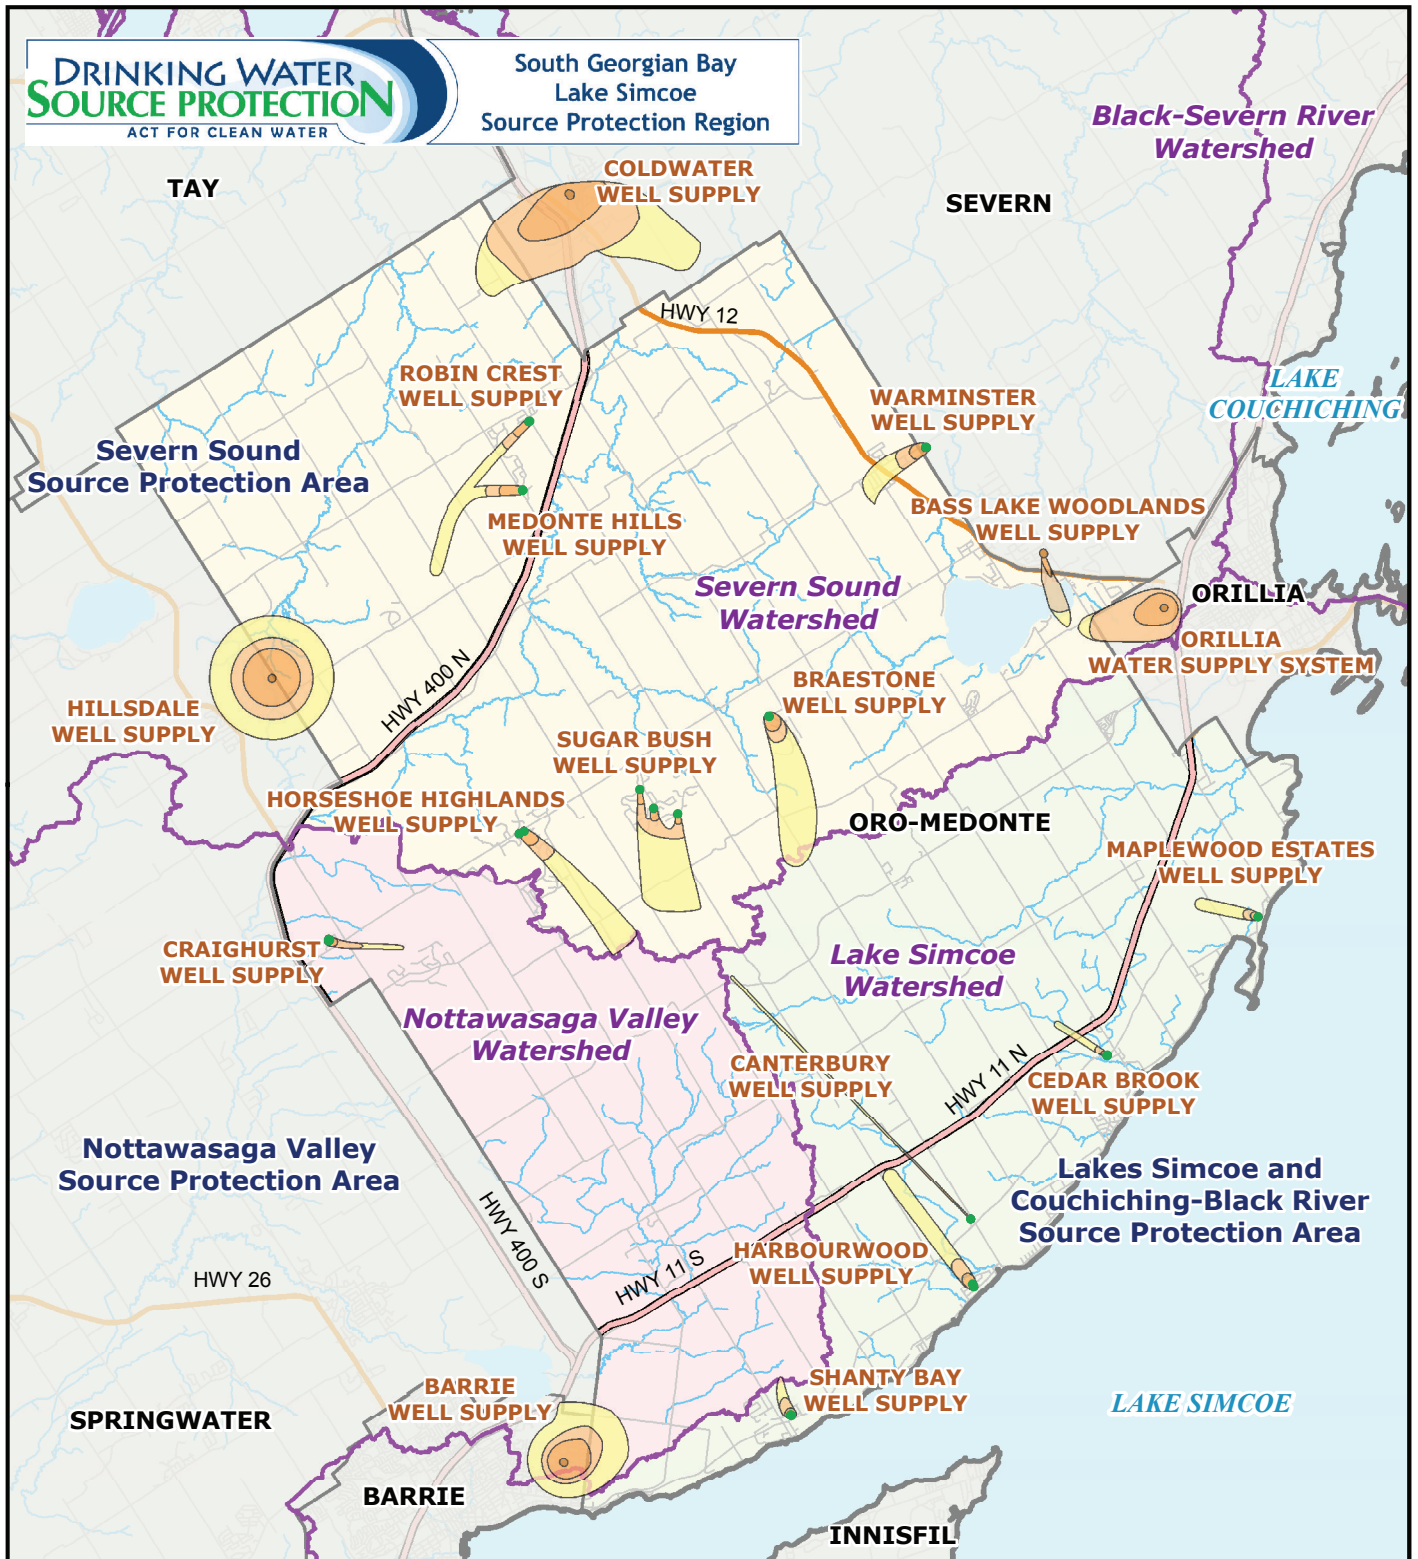 DRINKING WATER
SOURCE PROTECTION
ACT FOR CLEAN WATER
South Georgian Bay
Lake Simcoe
Source Protection Region
Black-Severn River
Watershed
TAY
COLDWATER
WELL SUPPLY
SEVERN
HWY 12
ROBIN CREST
WELL SUPPLY
LAKE
COUCHICHING
WARMINSTER
WELL SUPPLY
Severn Sound
Source Protection Area
BASS LAKE WOODLANDS
WELL SUPPLY
MEDONTE HILLS
WELL SUPPLY
Severn Sound
Watershed
ORILLIA
ORILLIA
WATER SUPPLY SYSTEM
HWY 400 N
BRAESTONE
WELL SUPPLY
HILLSDALE
WELL SUPPLY
SUGAR BUSH
WELL SUPPLY
HORSESHOE HIGHLANDS
WELL SUPPLY
ORO-MEDONTE
MAPLEWOOD ESTATES
WELL SUPPLY
CRAIGHURST
WELL SUPPLY
Lake Simcoe
Watershed
Nottawasaga Valley
Watershed
CANTERBURY
WELL SUPPLY
HWY 11 N
CEDAR BROOK
WELL SUPPLY
Nottawasaga Valley
Source Protection Area
Lakes Simcoe and
Couchiching-Black River
Source Protection Area
HWY 400 S
HARBOURWOOD
WELL SUPPLY
HWY 26
HWY 11 S
SHANTY BAY
WELL SUPPLY
BARRIE
WELL SUPPLY
LAKE SIMCOE
SPRINGWATER
BARRIE
INNISFIL